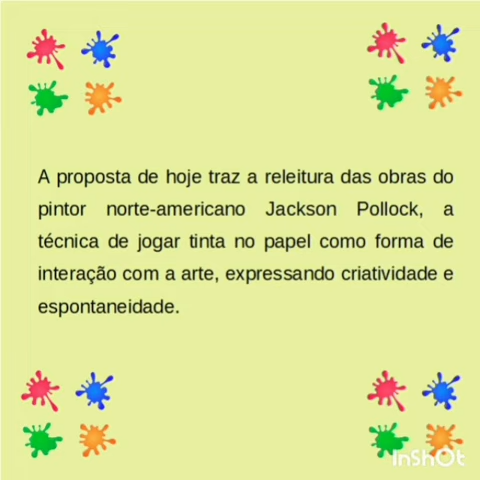 A proposta de hoje traz a releitura das obras do
pintor norte-americano Jackson Pollock, a
técnica de jogar tinta no papel como forma de
interação com a arte, expressando criatividade e
espontaneidade.
InShOt